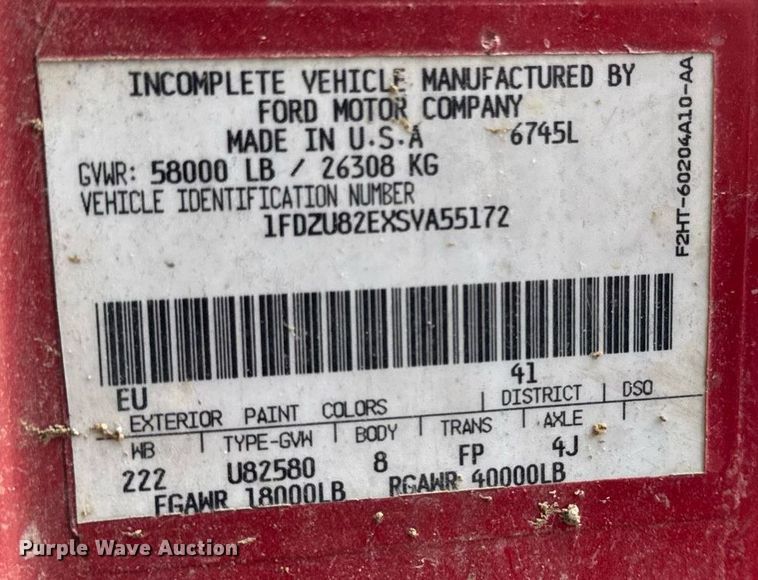 INCOMPLETE VEHICLE MANUFACTURED BY
FORD MOTOR COMPANY
MADE IN U.S.A 6745L
GVWR: 58000 LB / 26308 KG
VEHICLE IDENTIFICATION NUMBER
1FDZU82EXSVA55172
F2HT-60204A10-AA
EU 41
EXTERIOR PAINT COLORS DISTRICT DSO
WB TYPE-GVW BODY TRANS AXLE
222 U82580 8 FP 4J
FGAWR 18000LB RGAWR 40000LB
Purple Wave Auction